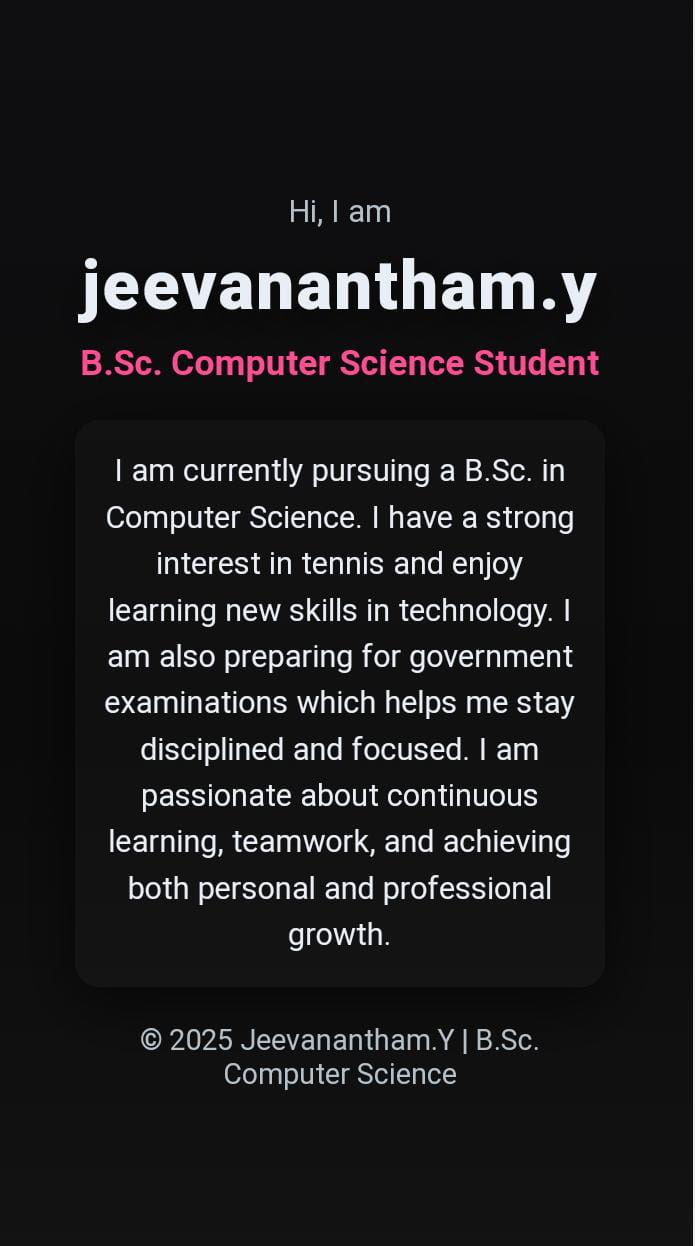 Hi, I am
jeevanantham.y
B.Sc. Computer Science Student
I am currently pursuing a B.Sc. in
Computer Science. I have a strong
interest in tennis and enjoy
learning new skills in technology. I
am also preparing for government
examinations which helps me stay
disciplined and focused. I am
passionate about continuous
learning, teamwork, and achieving
both personal and professional
growth.
© 2025 Jeevanantham.Y | B.Sc.
Computer Science